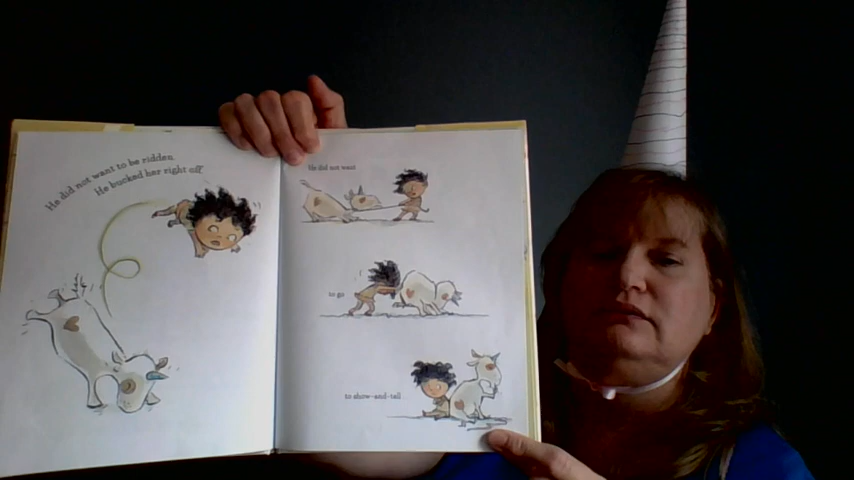 He did not want to be ridden.
He bucked her right off
He did not want
to go
to show-and-tell